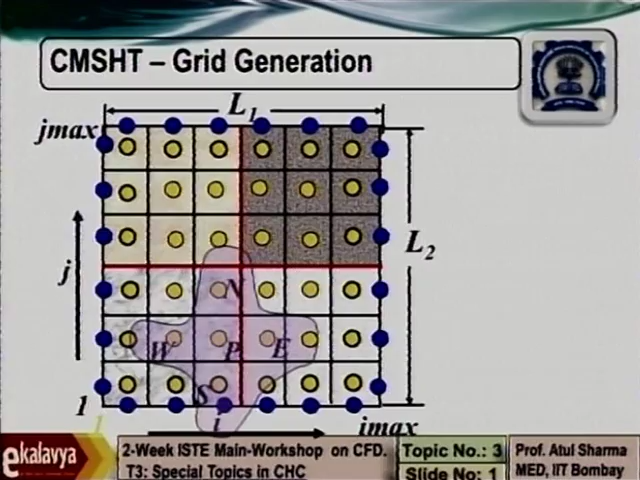 CMSHT – Grid Generation
L1
jmax
L2
j
N
W P E
S
1
i
imax
1
ekalavya
2-Week ISTE Main-Workshop on CFD.
T3: Special Topics in CHC
Topic No.: 3
Slide No: 1
Prof. Atul Sharma
MED, IIT Bombay